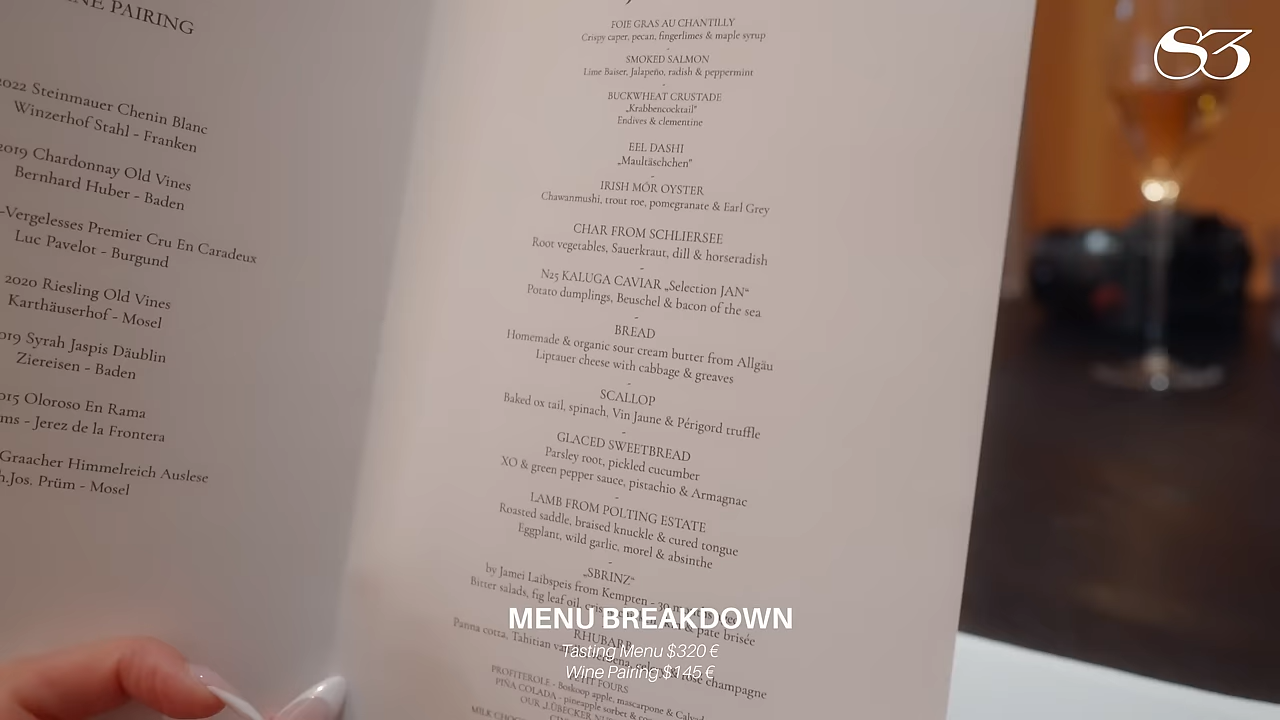 PAIRING
2022 Steinmauer Chenin Blanc
Winzerhof Stahl - Franken
2019 Chardonnay Old Vines
Bernhard Huber - Baden
-Vergelesses Premier Cru En Caradeux
Luc Pavelot - Burgund
2020 Riesling Old Vines
Karthäuserhof - Mosel
Syrah Jaspis Däublin
Ziereisen - Baden
Oloroso En Rama
- Jerez de la Frontera
Graacher Himmelreich Auslese
Prüm - Mosel
FOIE GRAS AU CHANTILLY
Crispy caper, pecan, fingerlimes & maple syrup
-
SMOKED SALMON
Lime Baiser, Jalapeño, radish & peppermint
-
BUCKWHEAT CRUSTADE
„Krabbencocktail“
Endives & clementine
EEL DASHI
„Maultäschchen“
-
IRISH MÓR OYSTER
Chawanmushi, trout roe, pomegranate & Earl Grey
CHAR FROM SCHLIERSEE
Root vegetables, Sauerkraut, dill & horseradish
-
N25 KALUGA CAVIAR „Selection JAN“
Potato dumplings, Beuschel & bacon of the sea
-
BREAD
Homemade & organic sour cream butter from Allgäu
Liptauer cheese with cabbage & greaves
-
SCALLOP
Baked ox tail, spinach, Vin Jaune & Périgord truffle
-
GLACED SWEETBREAD
Parsley root, pickled cucumber
XO & green pepper sauce, pistachio & Armagnac
-
LAMB FROM POLTING ESTATE
Roasted saddle, braised knuckle & cured tongue
Eggplant, wild garlic, morel & absinthe
-
„SBRINZ“
by Jamei Laibspeis from Kempten - 30
Bitter salads, fig leaf oil, & pâte brisée
RHUBARB
Panna cotta, Tahitian & rosé champagne
PROFITEROLE - Boskoop apple, mascarpone &
PIÑA COLADA - pineapple sorbet &
OUR „LÜBECKER
MILK
S3
MENU BREAKDOWN
Tasting Menu $320 €
Wine Pairing $145 €